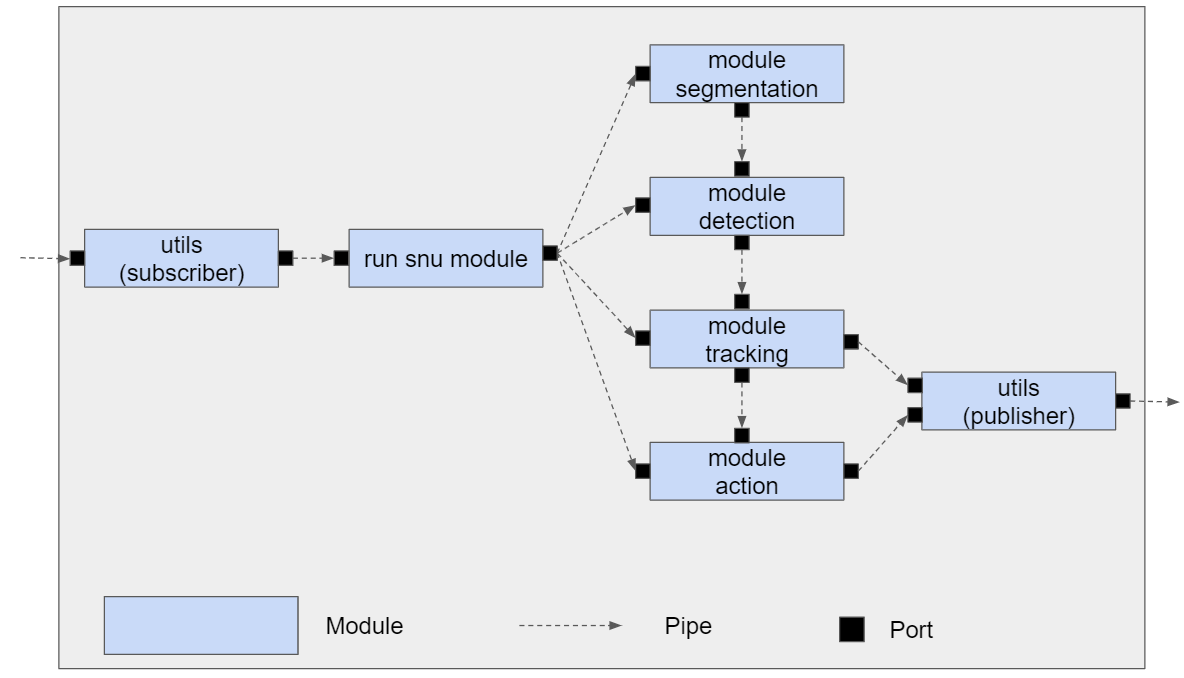 module
segmentation
module
detection
utils
(subscriber)
run snu module
module
tracking
utils
(publisher)
module
action
Module
Pipe
Port